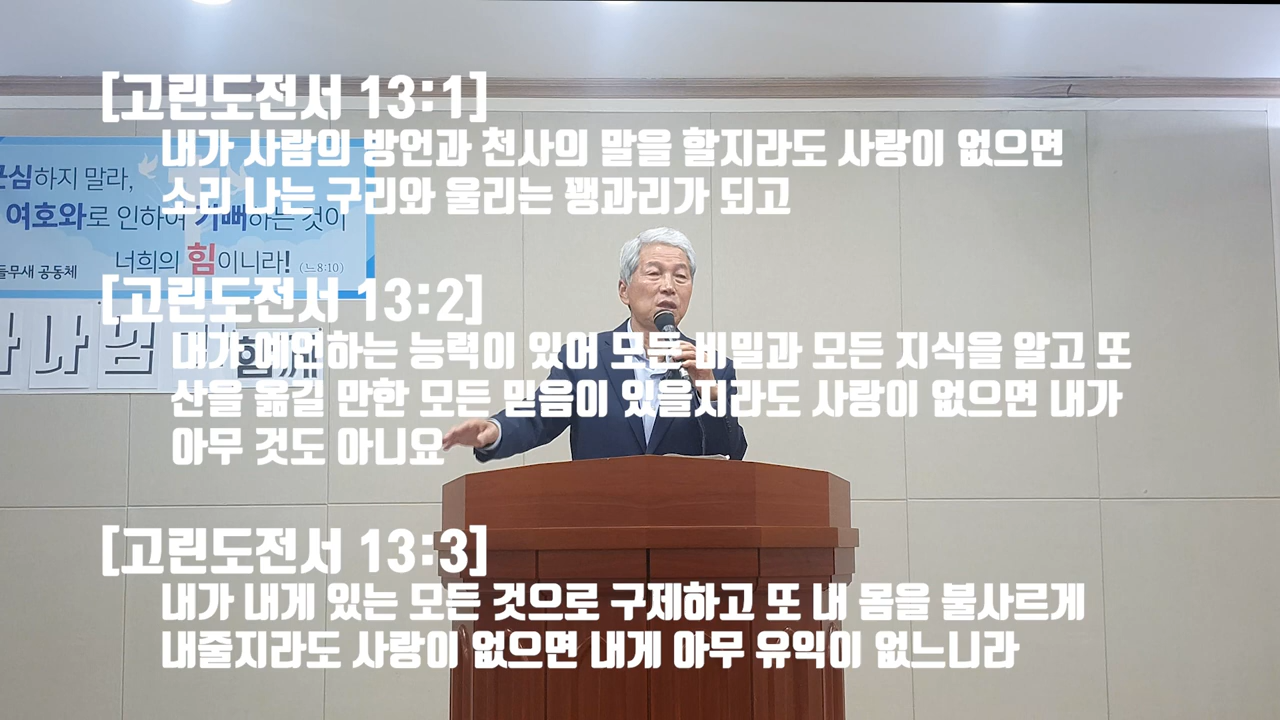 [고린도전서 13:1]
내가 사람의 방언과 천사의 말을 할지라도 사랑이 없으면
소리 나는 구리와 울리는 꽹과리가 되고
[고린도전서 13:2]
내가 예언하는 능력이 있어 모든 비밀과 모든 지식을 알고 또
산을 옮길 만한 모든 믿음이 있을지라도 사랑이 없으면 내가
아무 것도 아니요
[고린도전서 13:3]
내가 내게 있는 모든 것으로 구제하고 또 내 몸을 불사르게
내줄지라도 사랑이 없으면 내게 아무 유익이 없느니라
근심하지 말라,
여호와로 인하여 기뻐하는 것이
너희의 힘이니라! (느8:10)
들무새 공동체
함께